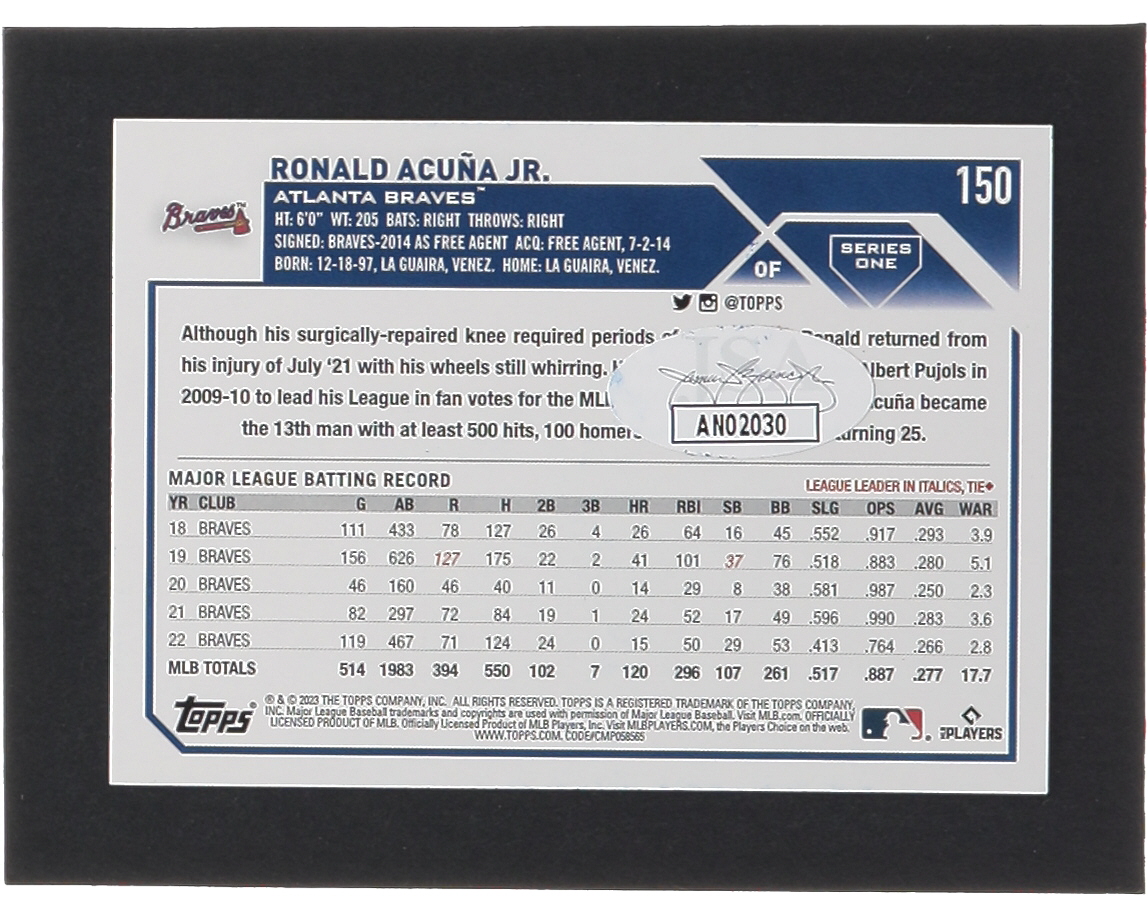 RONALD ACUÑA JR.
150
Braves™
ATLANTA BRAVES™
HT: 6'0" WT: 205 BATS: RIGHT THROWS: RIGHT
SIGNED: BRAVES-2014 AS FREE AGENT ACQ: FREE AGENT, 7-2-14
BORN: 12-18-97, LA GUAIRA, VENEZ. HOME: LA GUAIRA, VENEZ.
OF
SERIES
ONE
@TOPPS
Although his surgically-repaired knee required periods returned from
his injury of July '21 with his wheels still whirring. Albert Pujols in
2009-10 to lead his League in fan votes for the Acuña became
the 13th man with at least 500 hits, 100 homers turning 25.
JSA
AN02030
MAJOR LEAGUE BATTING RECORD
LEAGUE LEADER IN ITALICS, TIE♦
YR CLUB G AB R H 2B 3B HR RBI SB BB SLG OPS AVG WAR
18 BRAVES 111 433 78 127 26 4 26 64 16 45 .552 .917 .293 3.9
19 BRAVES 156 626 127 175 22 2 41 101 37 76 .518 .883 .280 5.1
20 BRAVES 46 160 46 40 11 0 14 29 8 38 .581 .987 .250 2.3
21 BRAVES 82 297 72 84 19 1 24 52 17 49 .596 .990 .283 3.6
22 BRAVES 119 467 71 124 24 0 15 50 29 53 .413 .764 .266 2.8
MLB TOTALS 514 1983 394 550 102 7 120 296 107 261 .517 .887 .277 17.7
TOPPS®
® & © 2023 THE TOPPS COMPANY, INC. ALL RIGHTS RESERVED. TOPPS IS A REGISTERED TRADEMARK OF THE TOPPS COMPANY,
INC. Major League Baseball trademarks and copyrights are used with permission of Major League Baseball. Visit MLB.com. OFFICIALLY
LICENSED PRODUCT OF MLB. Officially Licensed Product of MLB Players, Inc. Visit MLBPLAYERS.COM, the Players Choice on the web.
WWW.TOPPS.COM. CODE#CMP058565
MLB PLAYERS